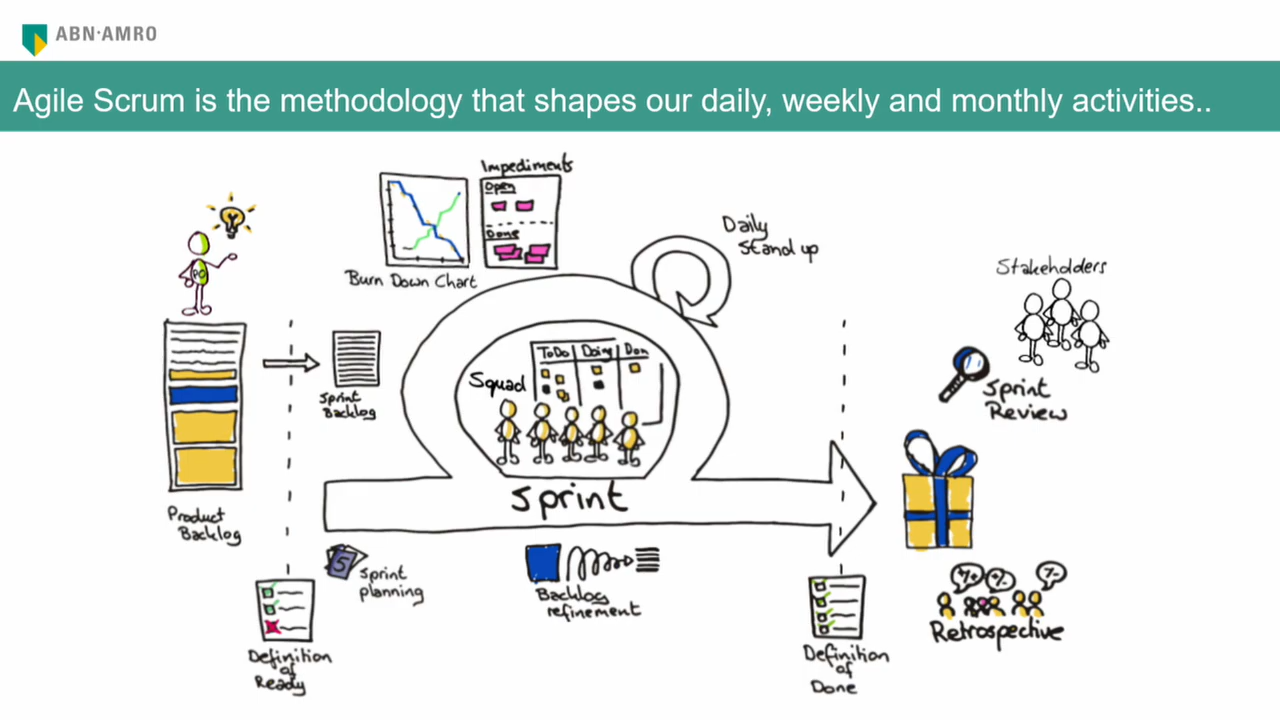 ABN·AMRO
Agile Scrum is the methodology that shapes our daily, weekly and monthly activities..
Impediments
Open
Done
Burn Down Chart
Daily
Stand up
Stakeholders
PO
Sprint
Backlog
ToDo Doing Don
Squad
Sprint
Review
Sprint
Product
Backlog
5
Sprint
planning
Backlog
refinement
Retrospective
Definition
of
Ready
Definition
of
Done